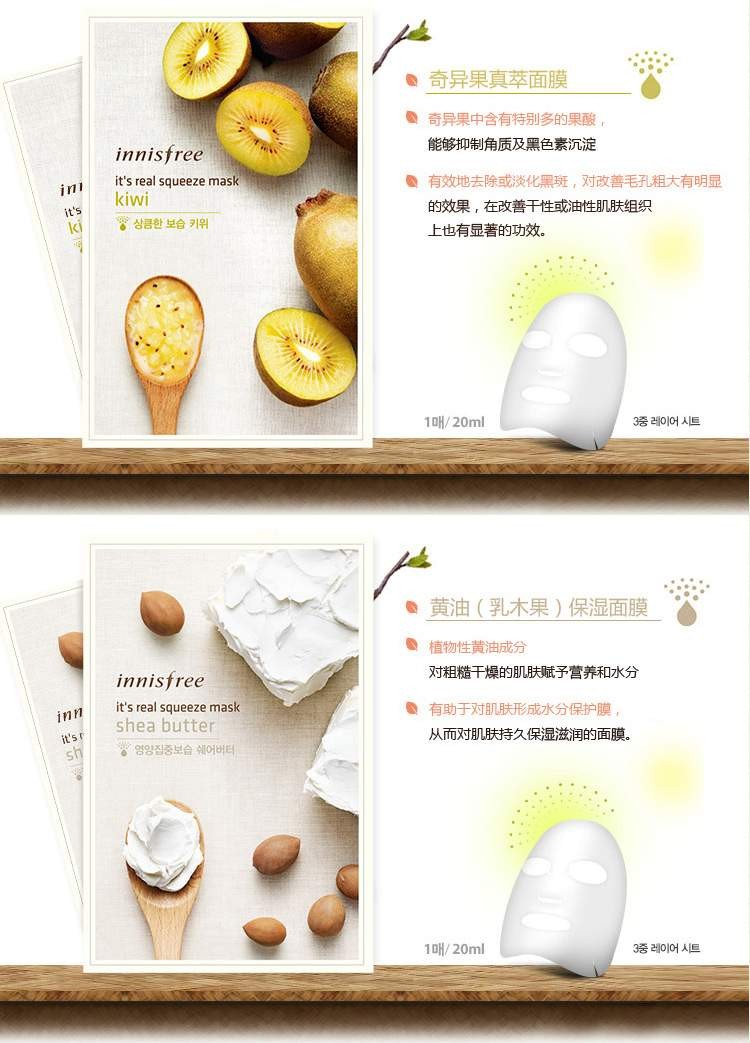 innisfree
it's real squeeze mask
kiwi
상큼한 보습 키위
奇异果真萃面膜
奇异果中含有特别多的果酸，
能够抑制角质及黑色素沉淀
有效地去除或淡化黑斑，对改善毛孔粗大有明显
的效果，在改善干性或油性肌肤组织
上也有显著的功效。
1매/ 20ml
3중 레이어 시트
innisfree
it's real squeeze mask
shea butter
영양집중보습 쉐어버터
黄油（乳木果）保湿面膜
植物性黄油成分
对粗糙干燥的肌肤赋予营养和水分
有助于对肌肤形成水分保护膜，
从而对肌肤持久保湿滋润的面膜。
1매/ 20ml
3중 레이어 시트